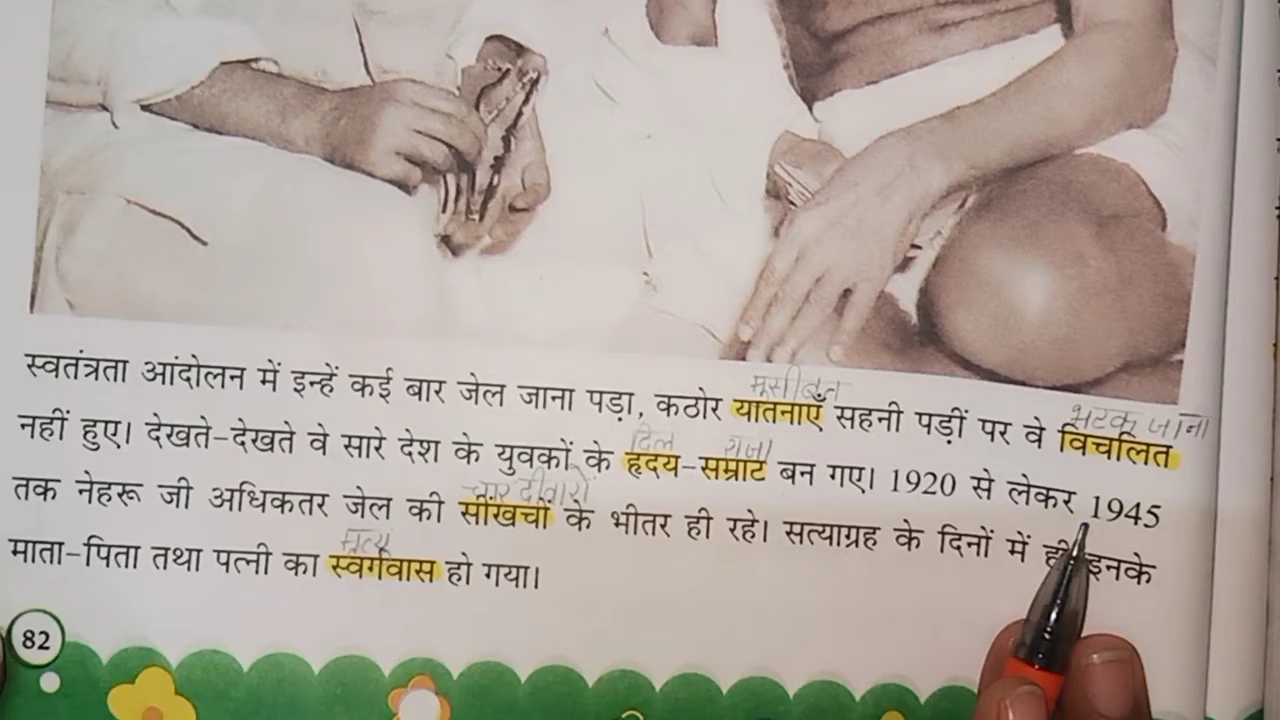 मुसीबत भटक जाना
स्वतंत्रता आंदोलन में इन्हें कई बार जेल जाना पड़ा, कठोर यातनाएँ सहनी पड़ीं पर वे विचलित
दिल राजा
नहीं हुए। देखते-देखते वे सारे देश के युवकों के हृदय-सम्राट बन गए। 1920 से लेकर 1945
चार दीवारों
तक नेहरू जी अधिकतर जेल की सींखचों के भीतर ही रहे। सत्याग्रह के दिनों में ही इनके
मृत्यु
माता-पिता तथा पत्नी का स्वर्गवास हो गया।
82